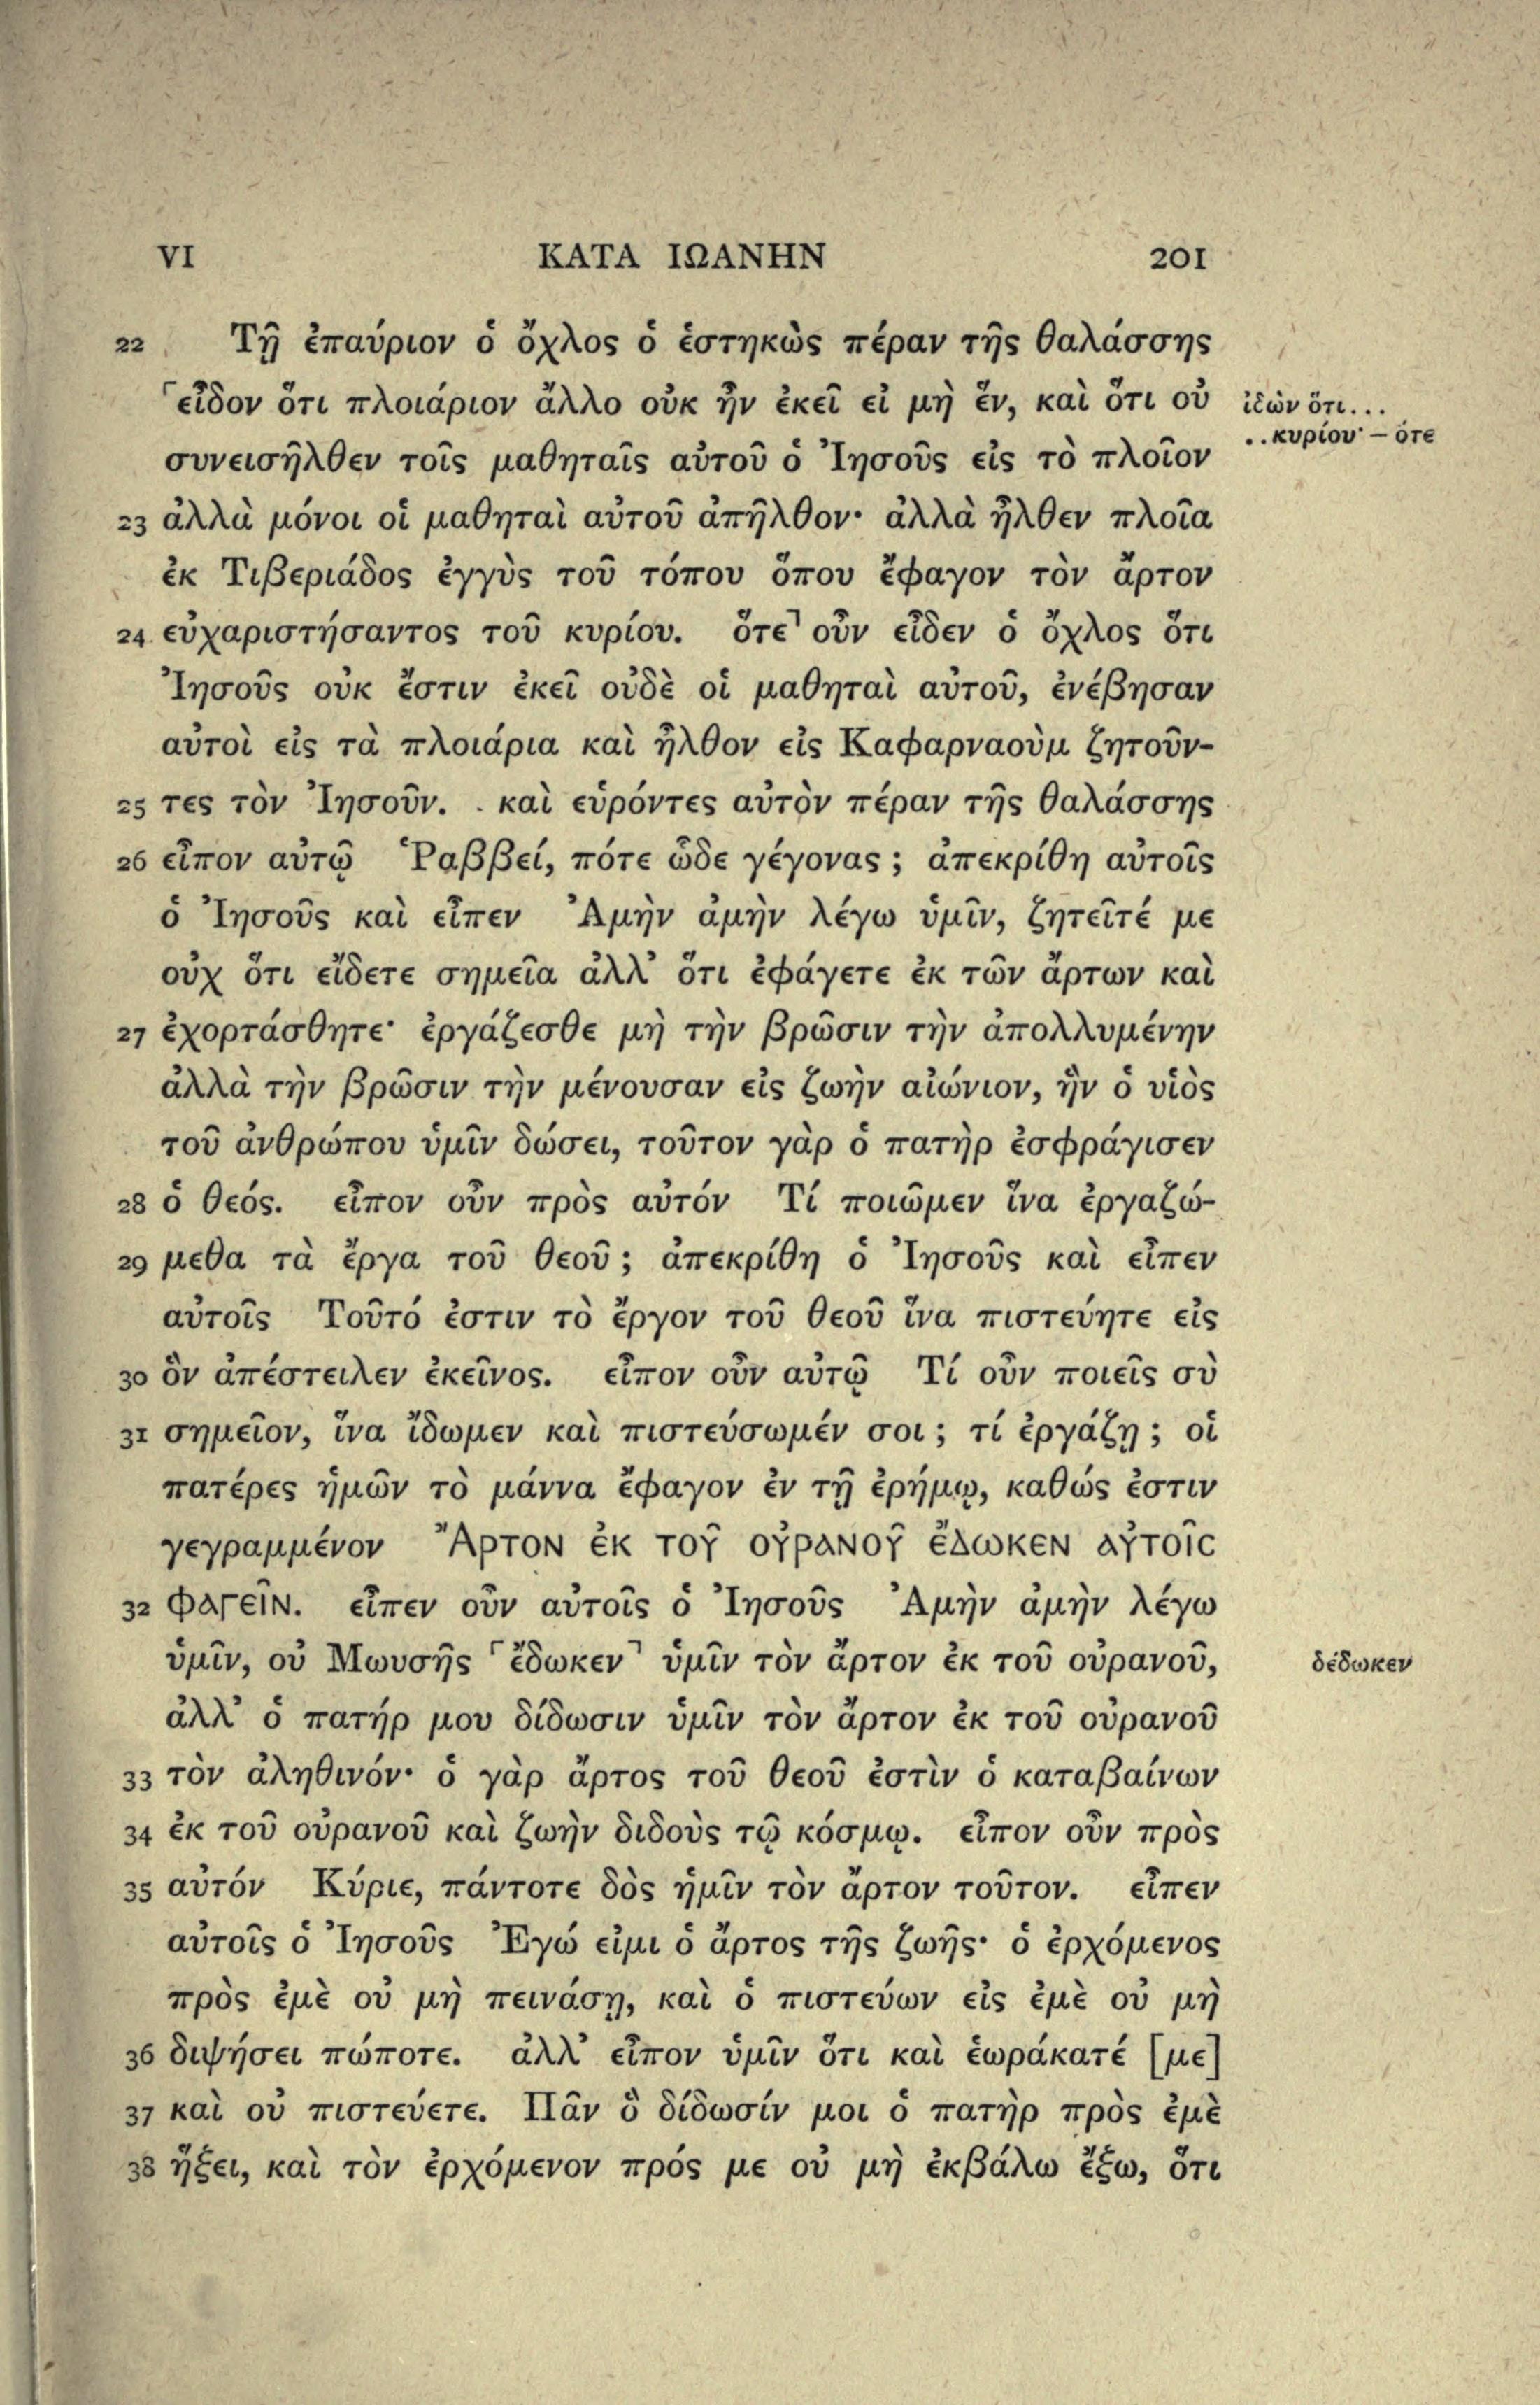 VI ΚΑΤΑ ΙΩΑΝΗΝ 201
22 Τῇ ἐπαύριον ὁ ὄχλος ὁ ἑστηκὼς πέραν τῆς θαλάσσης
⸢εἶδον ὅτι πλοιάριον ἄλλο οὐκ ἦν ἐκεῖ εἰ μὴ ἕν, καὶ ὅτι οὐ
ἰδὼν ὅτι...
..κυρίου· – ὅτε
συνεισῆλθεν τοῖς μαθηταῖς αὐτοῦ ὁ Ἰησοῦς εἰς τὸ πλοῖον
23 ἀλλὰ μόνοι οἱ μαθηταὶ αὐτοῦ ἀπῆλθον· ἀλλὰ ἦλθεν πλοῖα
ἐκ Τιβεριάδος ἐγγὺς τοῦ τόπου ὅπου ἔφαγον τὸν ἄρτον
24 εὐχαριστήσαντος τοῦ κυρίου. ὅτε⸣ οὖν εἶδεν ὁ ὄχλος ὅτι
Ἰησοῦς οὐκ ἔστιν ἐκεῖ οὐδὲ οἱ μαθηταὶ αὐτοῦ, ἐνέβησαν
αὐτοὶ εἰς τὰ πλοιάρια καὶ ἦλθον εἰς Καφαρναοὺμ ζητοῦν-
25 τες τὸν Ἰησοῦν. καὶ εὑρόντες αὐτὸν πέραν τῆς θαλάσσης
26 εἶπον αὐτῷ Ῥαββεί, πότε ὧδε γέγονας; ἀπεκρίθη αὐτοῖς
ὁ Ἰησοῦς καὶ εἶπεν Ἀμὴν ἀμὴν λέγω ὑμῖν, ζητεῖτέ με
οὐχ ὅτι εἴδετε σημεῖα ἀλλ’ ὅτι ἐφάγετε ἐκ τῶν ἄρτων καὶ
27 ἐχορτάσθητε· ἐργάζεσθε μὴ τὴν βρῶσιν τὴν ἀπολλυμένην
ἀλλὰ τὴν βρῶσιν τὴν μένουσαν εἰς ζωὴν αἰώνιον, ἣν ὁ υἱὸς
τοῦ ἀνθρώπου ὑμῖν δώσει, τοῦτον γὰρ ὁ πατὴρ ἐσφράγισεν
28 ὁ θεός. εἶπον οὖν πρὸς αὐτόν Τί ποιῶμεν ἵνα ἐργαζώ-
29 μεθα τὰ ἔργα τοῦ θεοῦ; ἀπεκρίθη ὁ Ἰησοῦς καὶ εἶπεν
αὐτοῖς Τοῦτό ἐστιν τὸ ἔργον τοῦ θεοῦ ἵνα πιστεύητε εἰς
30 ὃν ἀπέστειλεν ἐκεῖνος. εἶπον οὖν αὐτῷ Τί οὖν ποιεῖς σὺ
31 σημεῖον, ἵνα ἴδωμεν καὶ πιστεύσωμέν σοι; τί ἐργάζῃ; οἱ
πατέρες ἡμῶν τὸ μάννα ἔφαγον ἐν τῇ ἐρήμῳ, καθώς ἐστιν
γεγραμμένον Ἄρτον ἐκ τοῦ οὐρανοῦ ἔδωκεν αὐτοῖς
32 φαγεῖν. εἶπεν οὖν αὐτοῖς ὁ Ἰησοῦς Ἀμὴν ἀμὴν λέγω
ὑμῖν, οὐ Μωυσῆς ⸢ἔδωκεν⸣ ὑμῖν τὸν ἄρτον ἐκ τοῦ οὐρανοῦ,
δέδωκεν
ἀλλ’ ὁ πατήρ μου δίδωσιν ὑμῖν τὸν ἄρτον ἐκ τοῦ οὐρανοῦ
33 τὸν ἀληθινόν· ὁ γὰρ ἄρτος τοῦ θεοῦ ἐστὶν ὁ καταβαίνων
34 ἐκ τοῦ οὐρανοῦ καὶ ζωὴν διδοὺς τῷ κόσμῳ. εἶπον οὖν πρὸς
35 αὐτόν Κύριε, πάντοτε δὸς ἡμῖν τὸν ἄρτον τοῦτον. εἶπεν
αὐτοῖς ὁ Ἰησοῦς Ἐγώ εἰμι ὁ ἄρτος τῆς ζωῆς· ὁ ἐρχόμενος
πρὸς ἐμὲ οὐ μὴ πεινάσῃ, καὶ ὁ πιστεύων εἰς ἐμὲ οὐ μὴ
36 διψήσει πώποτε. ἀλλ’ εἶπον ὑμῖν ὅτι καὶ ἑωράκατέ [με]
37 καὶ οὐ πιστεύετε. Πᾶν ὃ δίδωσίν μοι ὁ πατὴρ πρὸς ἐμὲ
38 ἥξει, καὶ τὸν ἐρχόμενον πρός με οὐ μὴ ἐκβάλω ἔξω, ὅτι